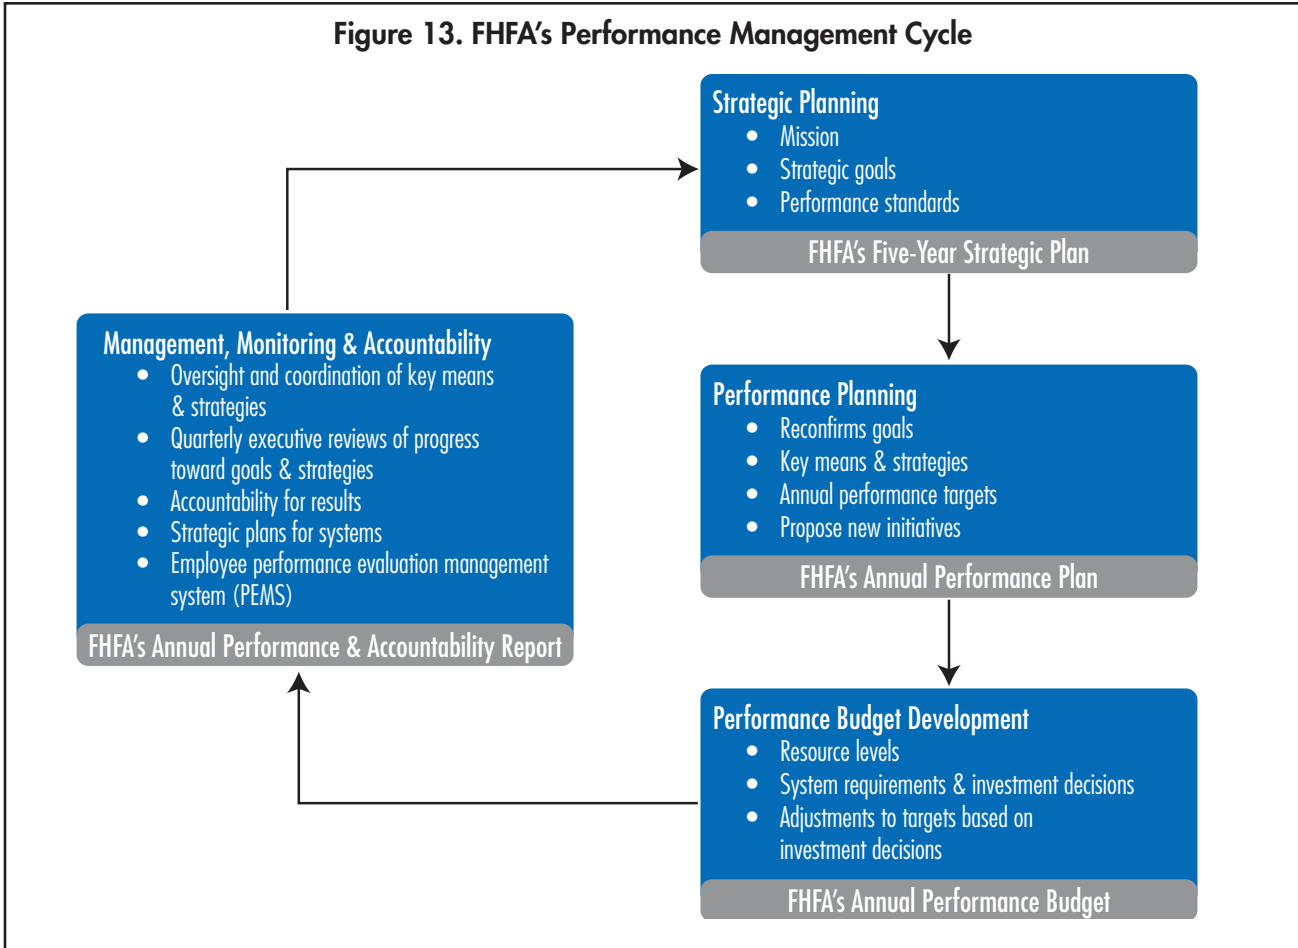 Figure 13. FHFA's Performance Management Cycle
Strategic Planning
• Mission
• Strategic goals
• Performance standards
FHFA's Five-Year Strategic Plan
Management, Monitoring & Accountability
• Oversight and coordination of key means
& strategies
• Quarterly executive reviews of progress
toward goals & strategies
• Accountability for results
• Strategic plans for systems
• Employee performance evaluation management
system (PEMS)
FHFA's Annual Performance & Accountability Report
Performance Planning
• Reconfirms goals
• Key means & strategies
• Annual performance targets
• Propose new initiatives
FHFA's Annual Performance Plan
Performance Budget Development
• Resource levels
• System requirements & investment decisions
• Adjustments to targets based on
investment decisions
FHFA's Annual Performance Budget